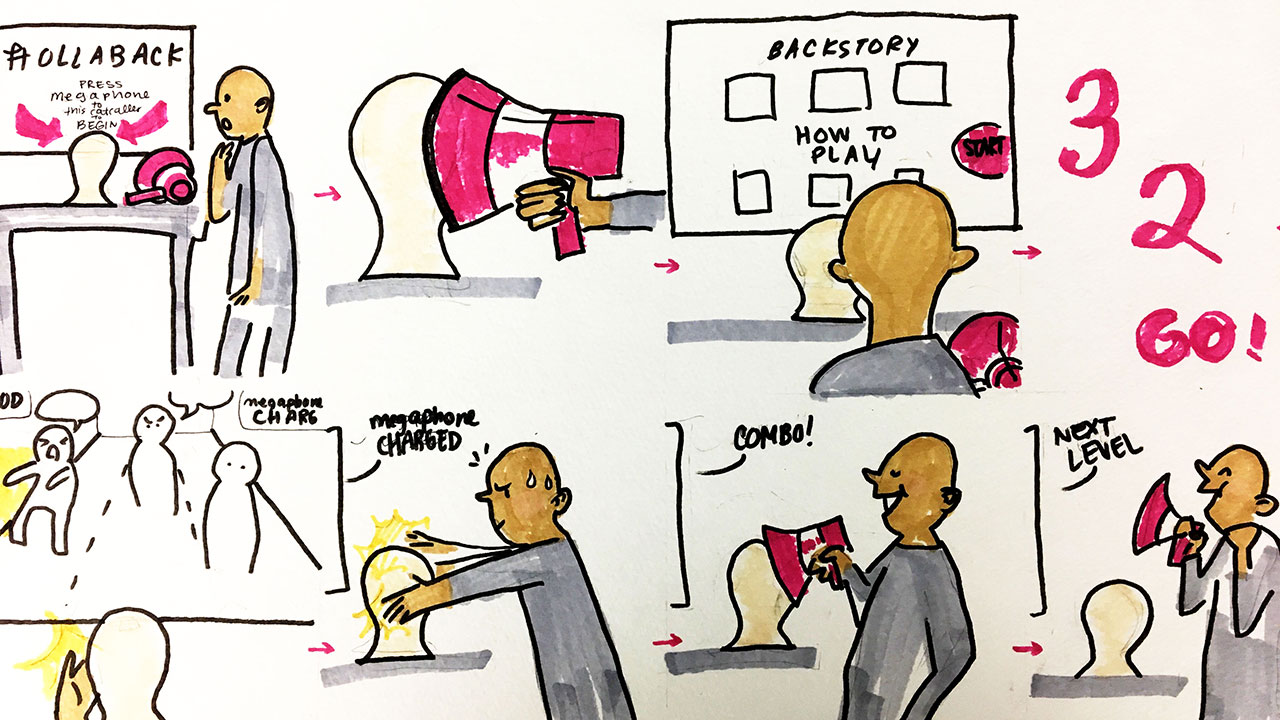 #OLLABACK
PRESS
megaphone
to
this catcaller
to
BEGIN
BACKSTORY
HOW TO
PLAY
START
3
2
GO!
OD
megaphone
CHARG
megaphone
CHARGED
COMBO!
NEXT
LEVEL